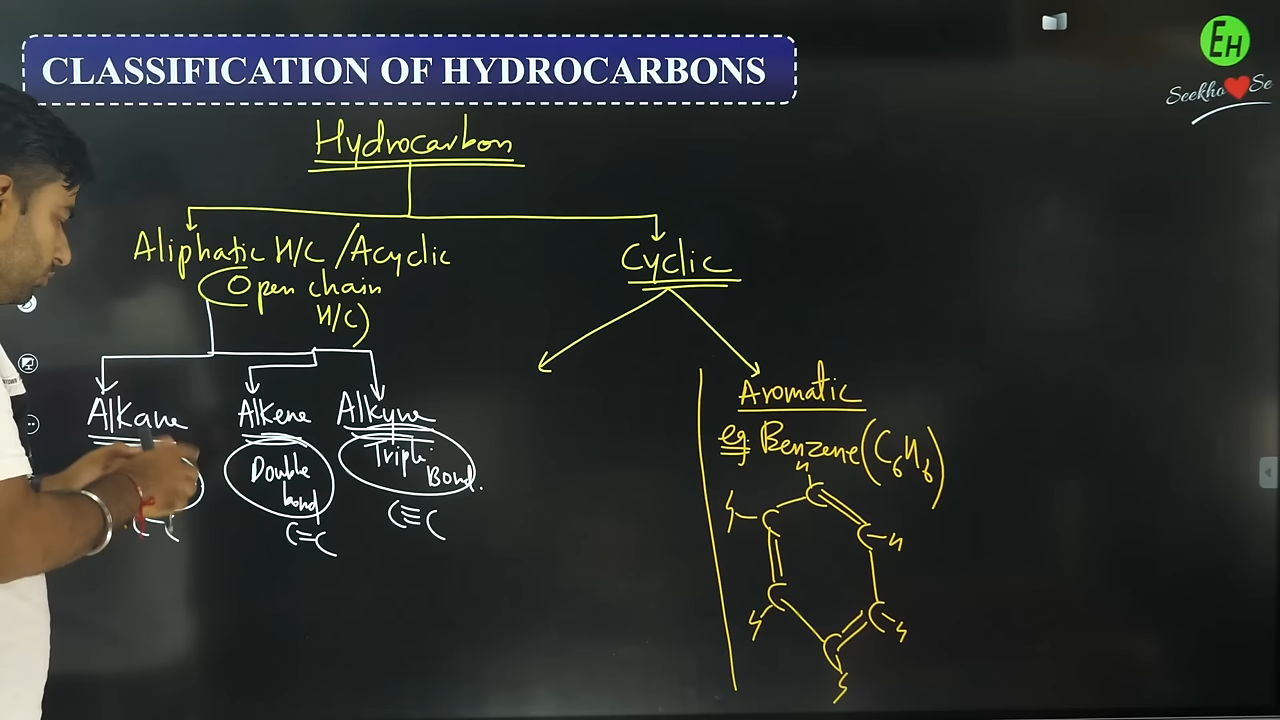 CLASSIFICATION OF HYDROCARBONS
EH
Seekho Se
Hydrocarbon
Aliphatic H/C / Acyclic
(Open chain
H/C)
Cyclic
Alkane
Alkene
Alkyne
Aromatic
Double
bond
C=C
Triple
Bond.
C≡C
eg Benzene (C6H6)
H
C
C
C
H
C
C
C